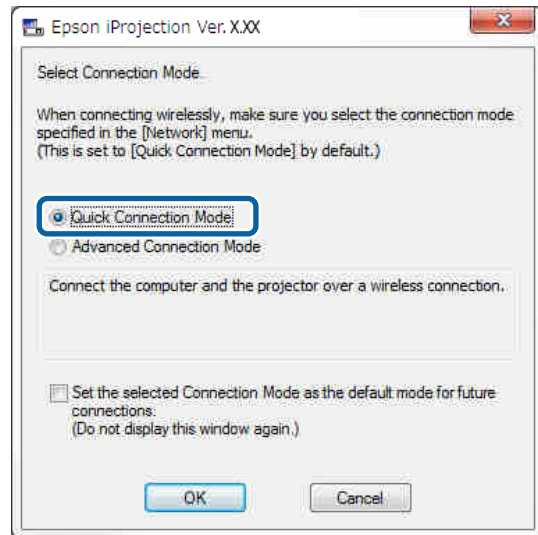 Epson iProjection Ver. X.XX
Select Connection Mode.
When connecting wirelessly, make sure you select the connection mode
specified in the [Network] menu.
(This is set to [Quick Connection Mode] by default.)
Quick Connection Mode
Advanced Connection Mode
Connect the computer and the projector over a wireless connection.
Set the selected Connection Mode as the default mode for future
connections.
(Do not display this window again.)
OK Cancel